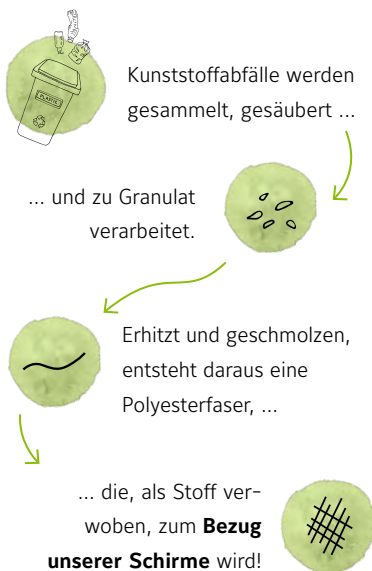 PLASTIC
Kunststoffabfälle werden
gesammelt, gesäubert ...
... und zu Granulat
verarbeitet.
Erhitzt und geschmolzen,
entsteht daraus eine
Polyesterfaser, ...
... die, als Stoff ver-
woben, zum Bezug
unserer Schirme wird!